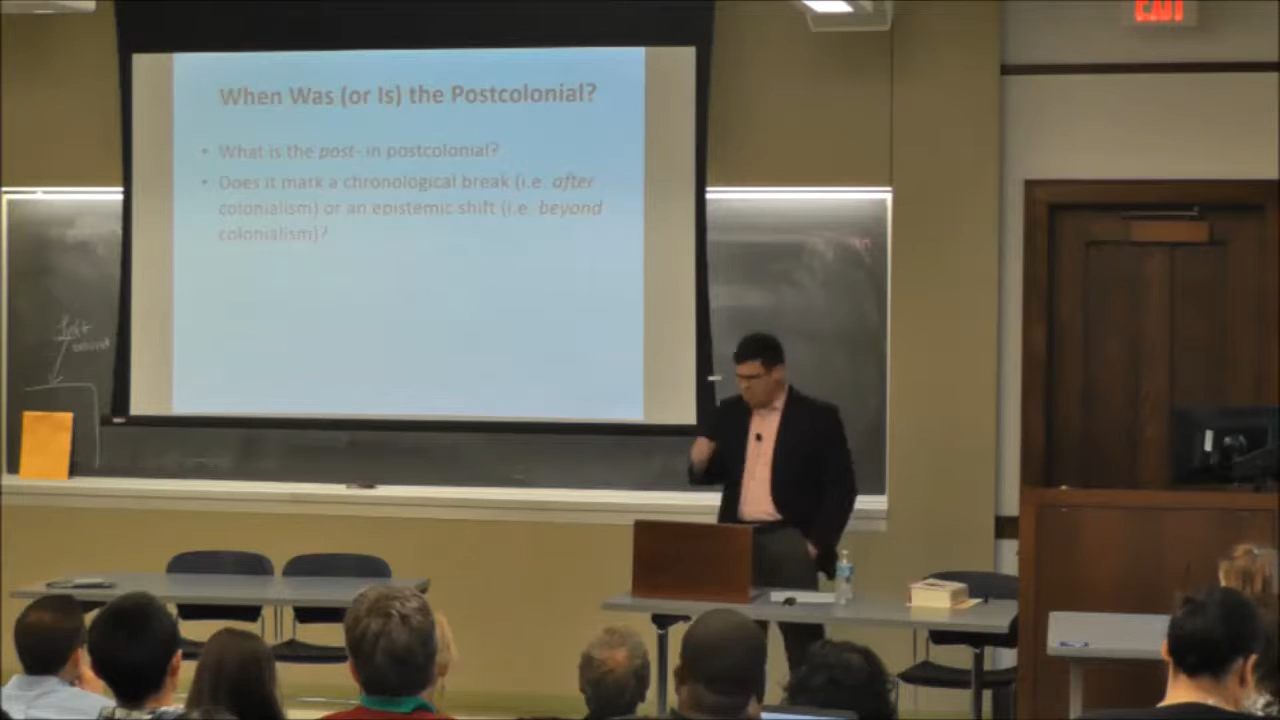 EXIT
When Was (or Is) the Postcolonial?
• What is the post- in postcolonial?
• Does it mark a chronological break (i.e. after
colonialism) or an epistemic shift (i.e. beyond
colonialism)?
left